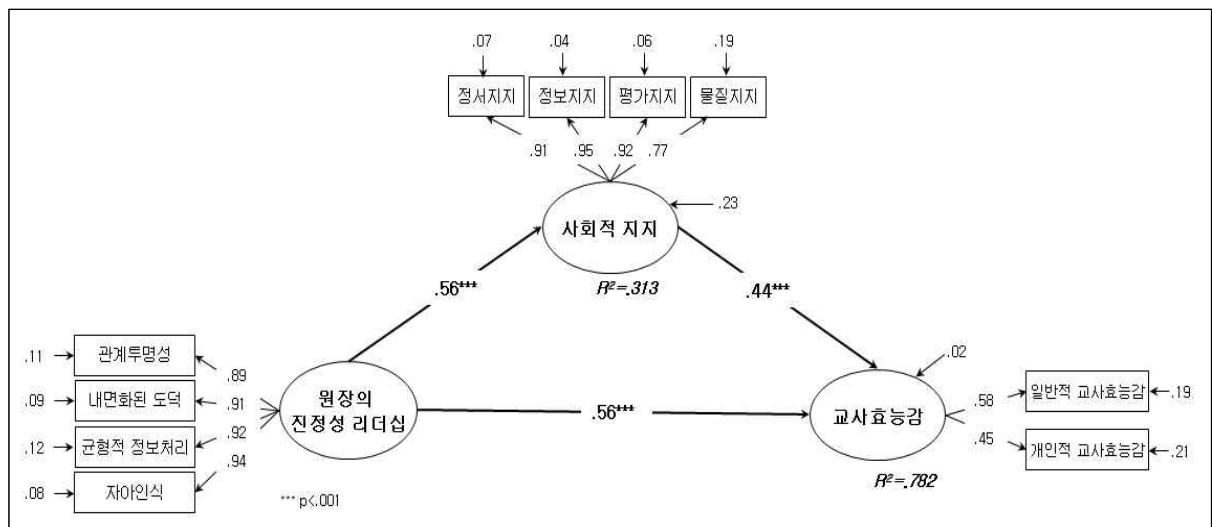 .07 .04 .06 .19
정서지지 정보지지 평가지지 물질지지
.91 .95 .92 .77
사회적 지지
.23
R²=.313
.56***
.44***
.11 관계투명성
.89
.09 내면화된 도덕
.91
.12 균형적 정보처리
.92
.08 자아인식
.94
원장의
진정성 리더십
.56***
교사효능감
.02
R²=.782
.58
일반적 교사효능감 .19
.45
개인적 교사효능감 .21
*** p<.001